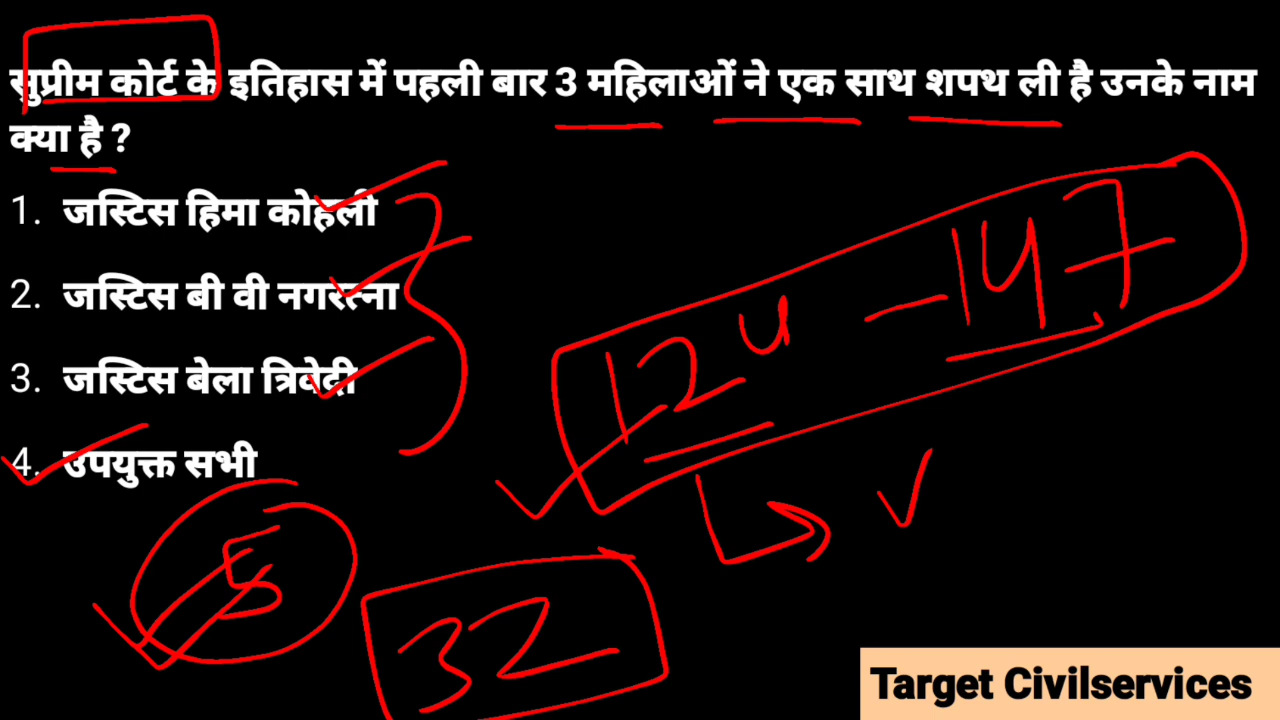 सुप्रीम कोर्ट के इतिहास में पहली बार 3 महिलाओं ने एक साथ शपथ ली है उनके नाम
क्या है ?
1. जस्टिस हिमा कोहली
2. जस्टिस बी वी नगरत्ना
3. जस्टिस बेला त्रिवेदी
4. उपयुक्त सभी
124 - 147
5
32
Target Civilservices